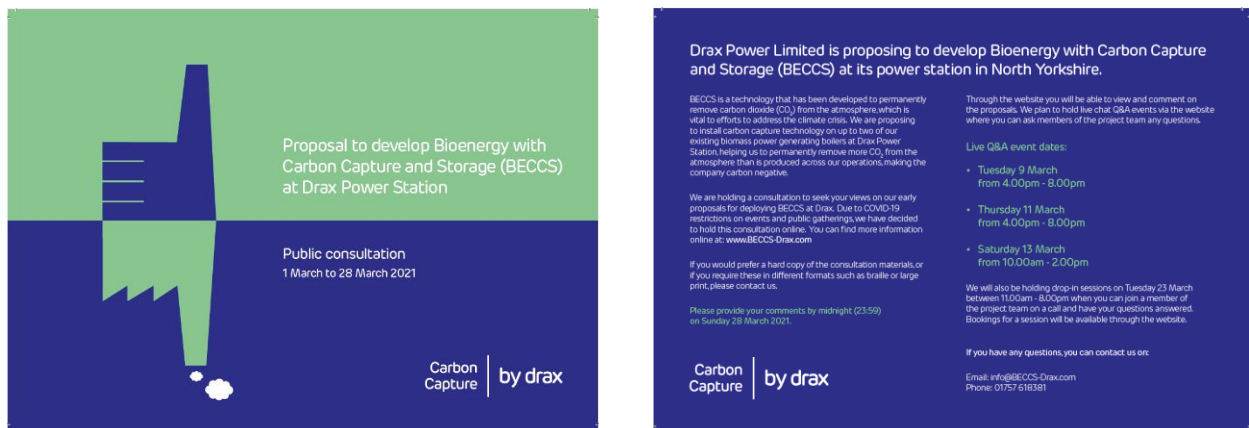 Proposal to develop Bioenergy with
Carbon Capture and Storage (BECCS)
at Drax Power Station
Public consultation
1 March to 28 March 2021
Carbon
Capture
by drax
Drax Power Limited is proposing to develop Bioenergy with Carbon Capture
and Storage (BECCS) at its power station in North Yorkshire.
BECCS is a technology that has been developed to permanently
remove carbon dioxide (CO₂) from the atmosphere, which is
vital to efforts to address the climate crisis. We are proposing
to install carbon capture technology on up to two of our
existing biomass power generating boilers at Drax Power
Station, helping us to permanently remove more CO₂ from the
atmosphere than is produced across our operations, making the
company carbon negative.
We are holding a consultation to seek your views on our early
proposals for deploying BECCS at Drax. Due to COVID-19
restrictions on events and public gatherings, we have decided
to hold this consultation online. You can find more information
online at: www.BECCS-Drax.com
If you would prefer a hard copy of the consultation materials, or
if you require these in different formats such as braille or large
print, please contact us.
Please provide your comments by midnight (23:59)
on Sunday 28 March 2021.
Carbon
Capture
by drax
Through the website you will be able to view and comment on
the proposals. We plan to hold live chat Q&A events via the website
where you can ask members of the project team any questions.
Live Q&A event dates:
• Tuesday 9 March
from 4.00pm - 8.00pm
• Thursday 11 March
from 4.00pm - 8.00pm
• Saturday 13 March
from 10.00am - 2.00pm
We will also be holding drop-in sessions on Tuesday 23 March
between 11.00am - 8.00pm when you can join a member of
the project team on a call and have your questions answered.
Bookings for a session will be available through the website.
If you have any questions, you can contact us on:
Email: info@BECCS-Drax.com
Phone: 01757 618381